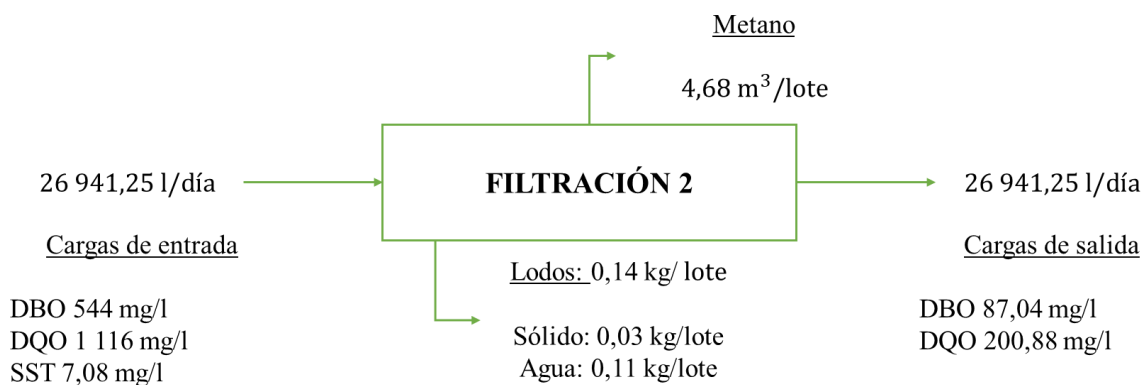 Metano
4,68 m³/lote
26 941,25 l/día
FILTRACIÓN 2
26 941,25 l/día
Cargas de entrada
DBO 544 mg/l
DQO 1 116 mg/l
SST 7,08 mg/l
Lodos: 0,14 kg/ lote
Sólido: 0,03 kg/lote
Agua: 0,11 kg/lote
Cargas de salida
DBO 87,04 mg/l
DQO 200,88 mg/l